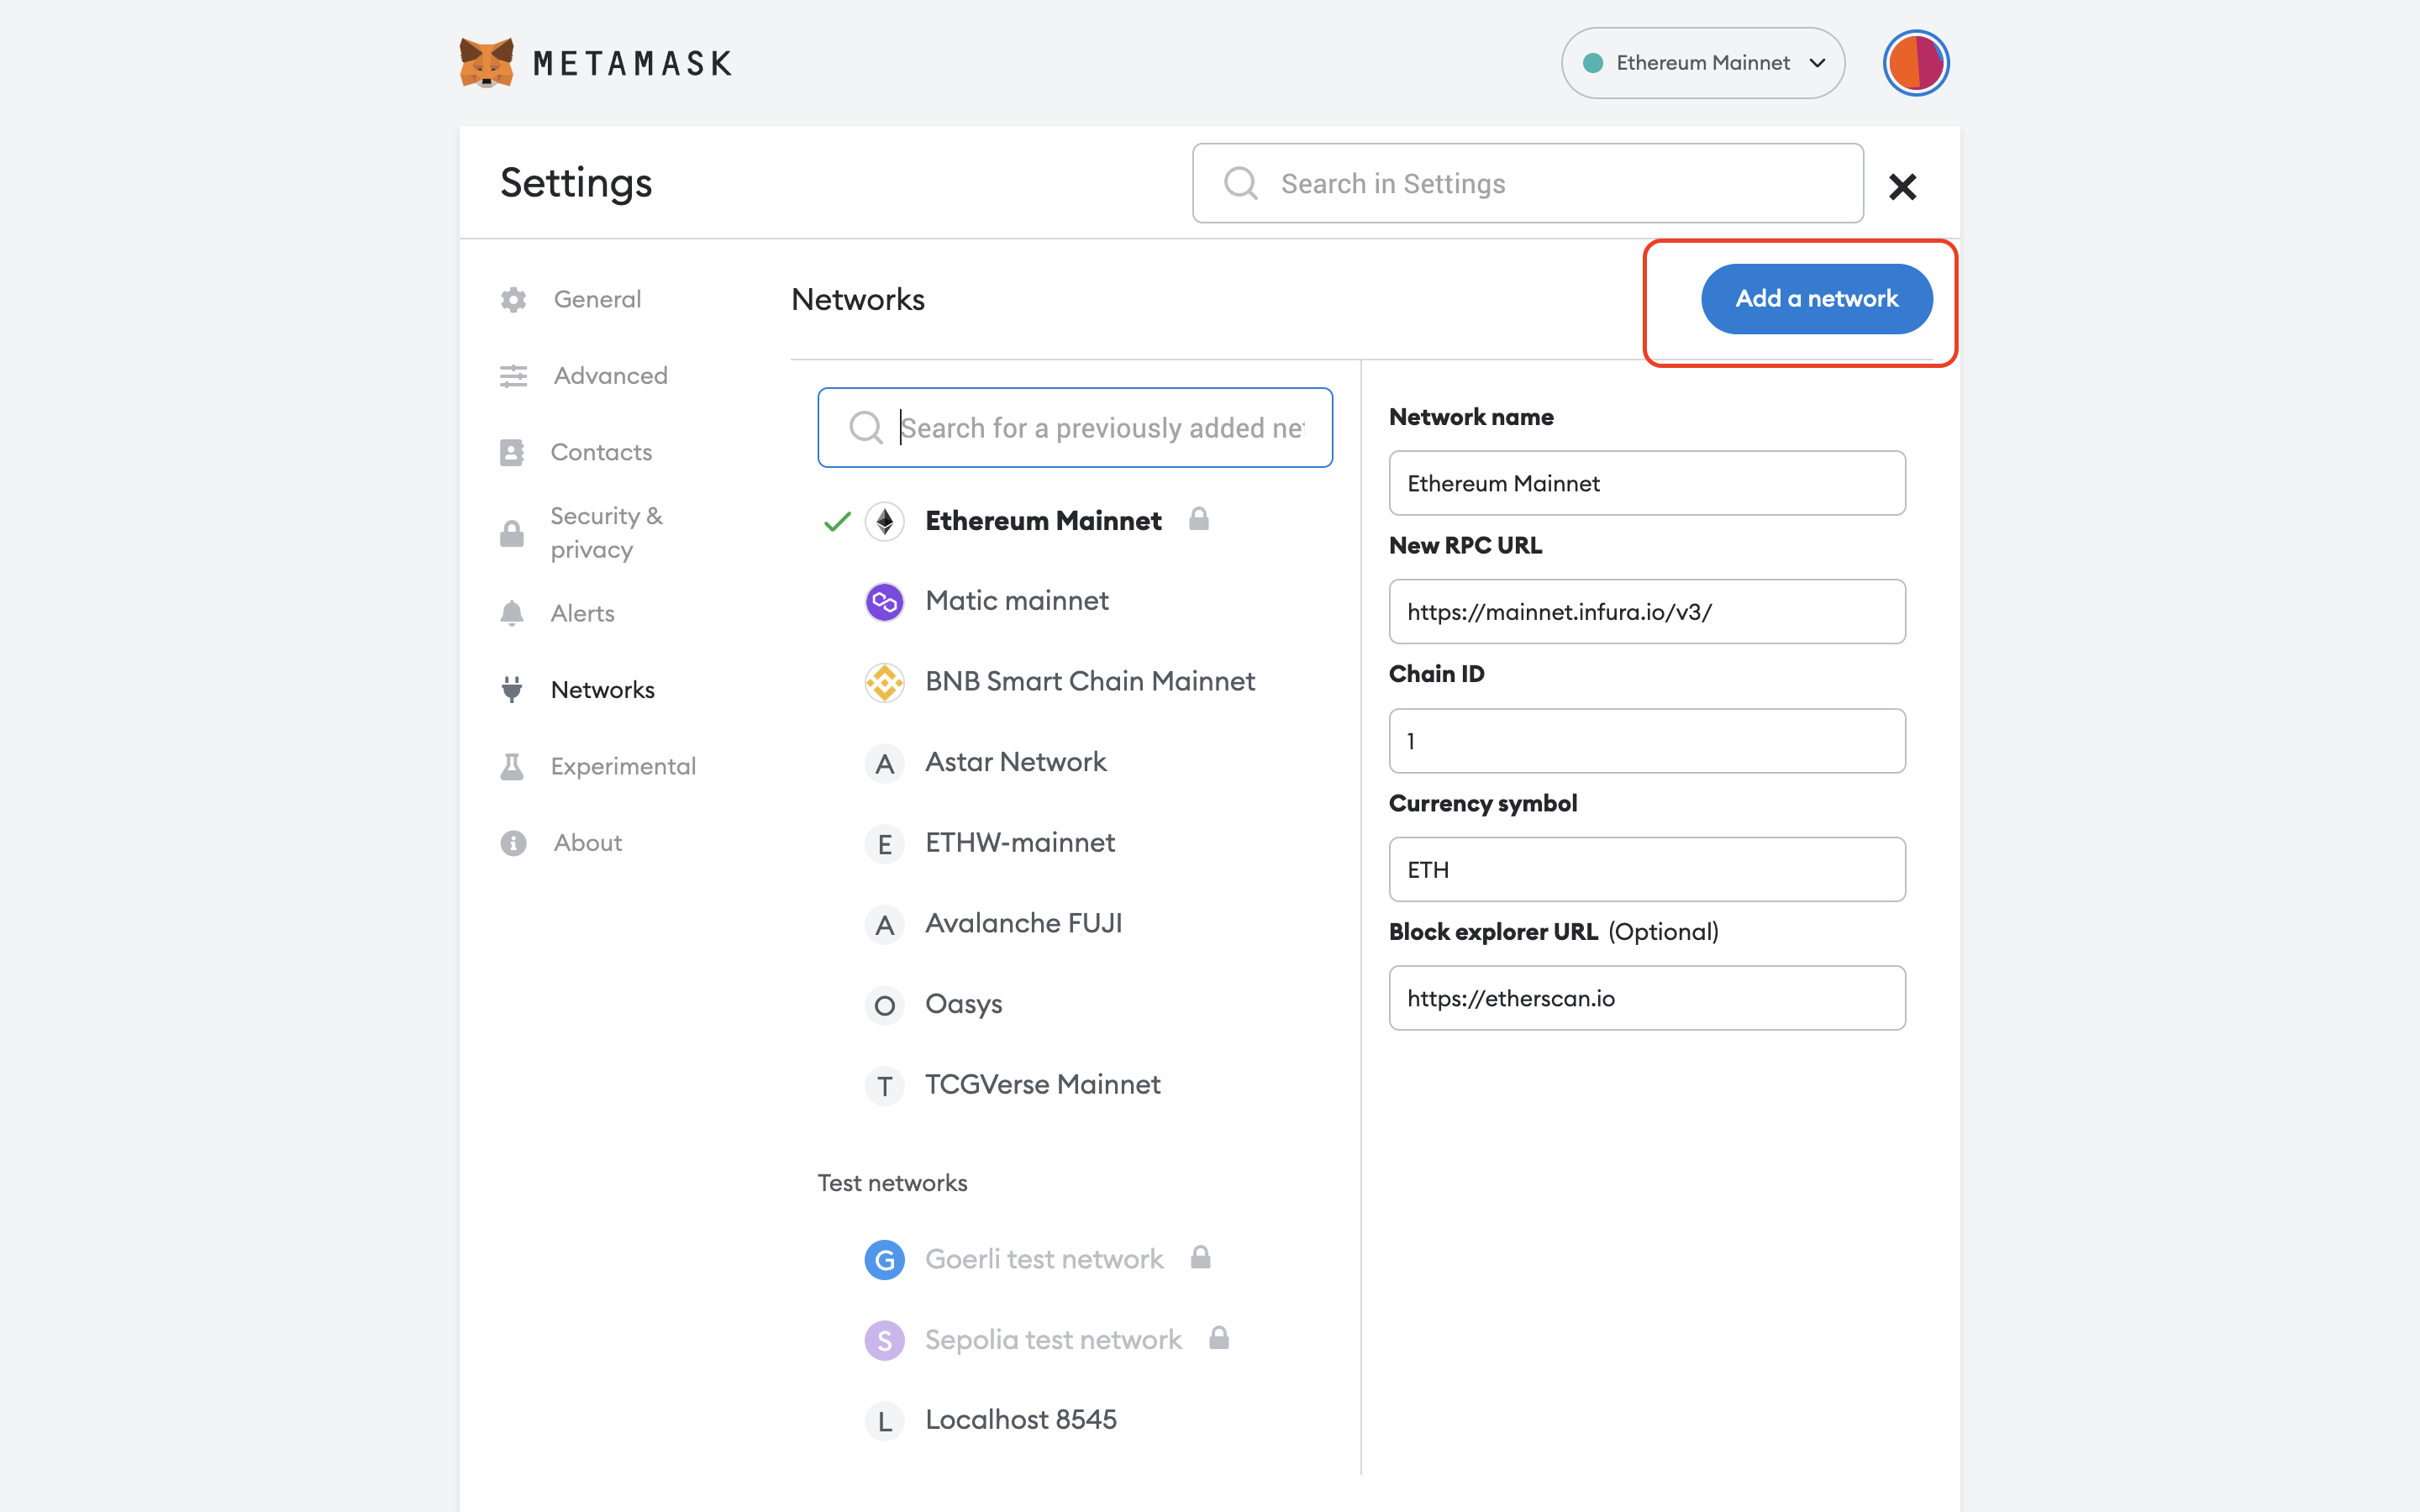 METAMASK
Ethereum Mainnet
Settings
Search in Settings
General
Advanced
Contacts
Security &
privacy
Alerts
Networks
Experimental
About
Networks
Add a network
Search for a previously added
Ethereum Mainnet
Matic mainnet
BNB Smart Chain Mainnet
A
Astar Network
E
ETHW-mainnet
A
Avalanche FUJI
O
Oasys
T
TCGVerse Mainnet
Test networks
G
Goerli test network
S
Sepolia test network
L
Localhost 8545
Network name
Ethereum Mainnet
New RPC URL
https://mainnet.infura.io/v3/
Chain ID
1
Currency symbol
ETH
Block explorer URL (Optional)
https://etherscan.io